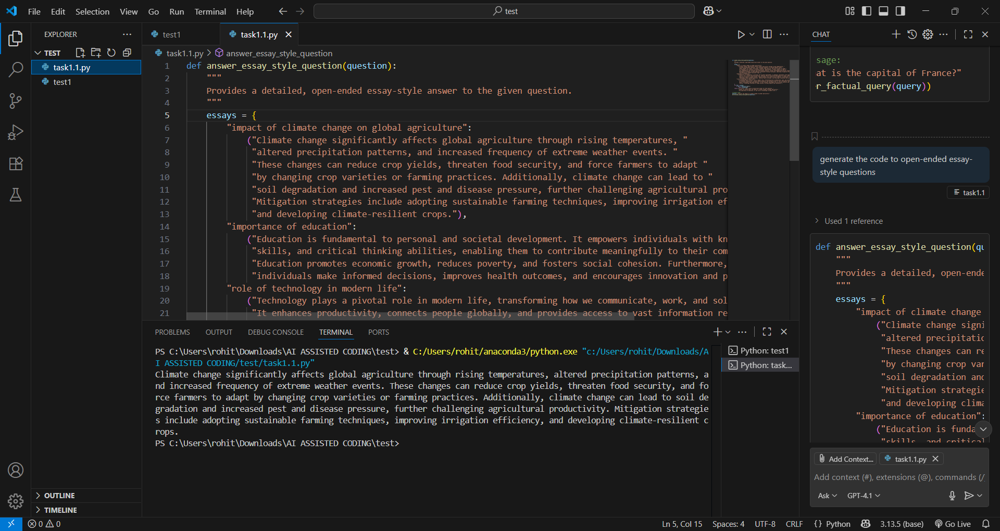 File Edit Selection View Go Run Terminal Help
test
EXPLORER
TEST
task1.1.py
test1
OUTLINE
TIMELINE
test1
task1.1.py
task1.1.py > answer_essay_style_question
1 def answer_essay_style_question(question):
2 """
3 Provides a detailed, open-ended essay-style answer to the given question.
4 """
5 essays = {
6 "impact of climate change on global agriculture":
7 ("Climate change significantly affects global agriculture through rising temperatures, "
8 "altered precipitation patterns, and increased frequency of extreme weather events. "
9 "These changes can reduce crop yields, threaten food security, and force farmers to adapt "
10 "by changing crop varieties or farming practices. Additionally, climate change can lead to "
11 "soil degradation and increased pest and disease pressure, further challenging agricultural pro
12 "Mitigation strategies include adopting sustainable farming techniques, improving irrigation ef
13 "and developing climate-resilient crops."),
14 "importance of education":
15 ("Education is fundamental to personal and societal development. It empowers individuals with kn
16 "skills, and critical thinking abilities, enabling them to contribute meaningfully to their com
17 "Education promotes economic growth, reduces poverty, and fosters social cohesion. Furthermore,
18 "individuals make informed decisions, improves health outcomes, and encourages innovation and p
19 "role of technology in modern life":
20 ("Technology plays a pivotal role in modern life, transforming how we communicate, work, and sol
21 "It enhances productivity, connects people globally, and provides access to vast information re
PROBLEMS OUTPUT DEBUG CONSOLE TERMINAL PORTS
PS C:\Users\rohit\Downloads\AI ASSISTED CODING\test> & C:/Users/rohit/anaconda3/python.exe "c:/Users/rohit/Downloads/A
I ASSISTED CODING/test/task1.1.py"
Climate change significantly affects global agriculture through rising temperatures, altered precipitation patterns, a
nd increased frequency of extreme weather events. These changes can reduce crop yields, threaten food security, and fo
rce farmers to adapt by changing crop varieties or farming practices. Additionally, climate change can lead to soil de
gradation and increased pest and disease pressure, further challenging agricultural productivity. Mitigation strategie
s include adopting sustainable farming techniques, improving irrigation efficiency, and developing climate-resilient c
rops.
PS C:\Users\rohit\Downloads\AI ASSISTED CODING\test>
Python: test1
Python: task...
CHAT
sage:
at is the capital of France?"
r_factual_query(query))
generate the code to open-ended essay-
style questions
task1.1
Used 1 reference
def answer_essay_style_question(qu
"""
Provides a detailed, open-ende
"""
essays = {
"impact of climate change
("Climate change signi
"altered precipitatic
"These changes can re
"by changing crop var
"soil degradation and
"Mitigation strategie
"and developing clima
"importance of education":
("Education is funda
"skills, and critical
Add Context...
task1.1.py
Add context (#), extensions (@), commands (/
Ask GPT-4.1
0 0
Ln 5, Col 15 Spaces: 4 UTF-8 CRLF {} Python 3.13.5 (base) Go Live